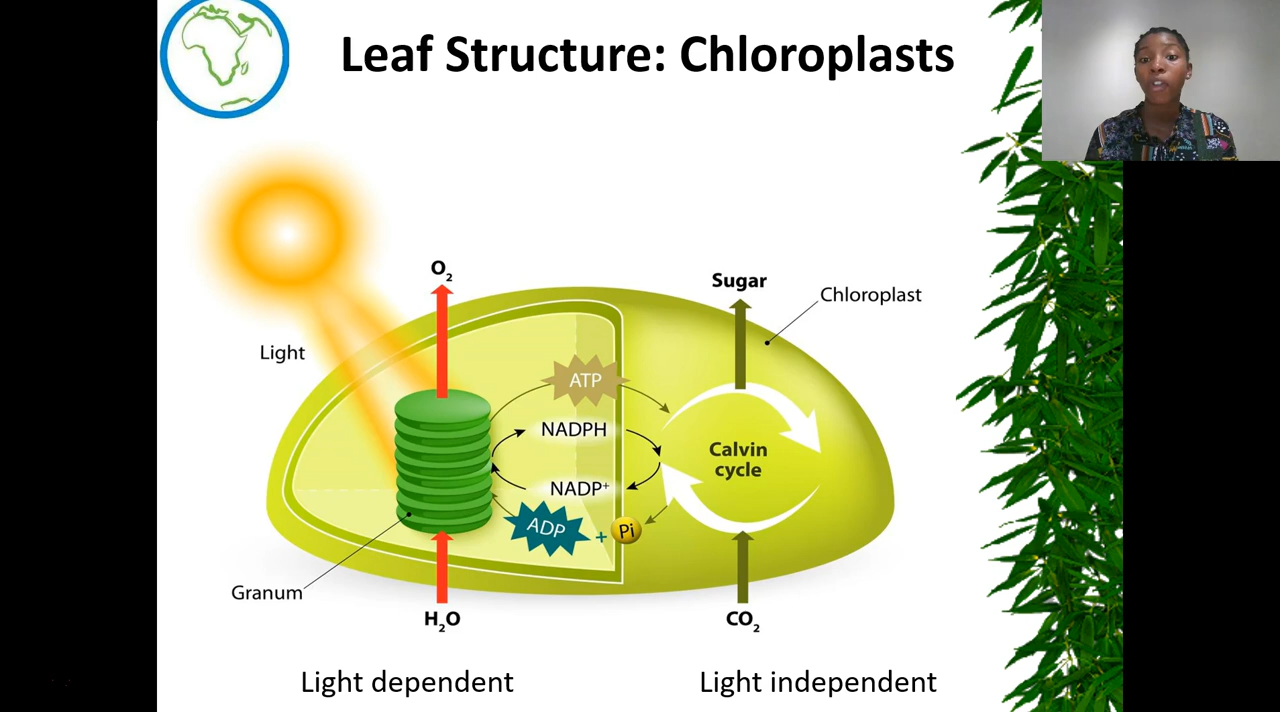 Leaf Structure: Chloroplasts
O₂
Sugar
Chloroplast
Light
ATP
NADPH
Calvin
cycle
NADP⁺
ADP + Pi
Granum
H₂O
CO₂
Light dependent
Light independent